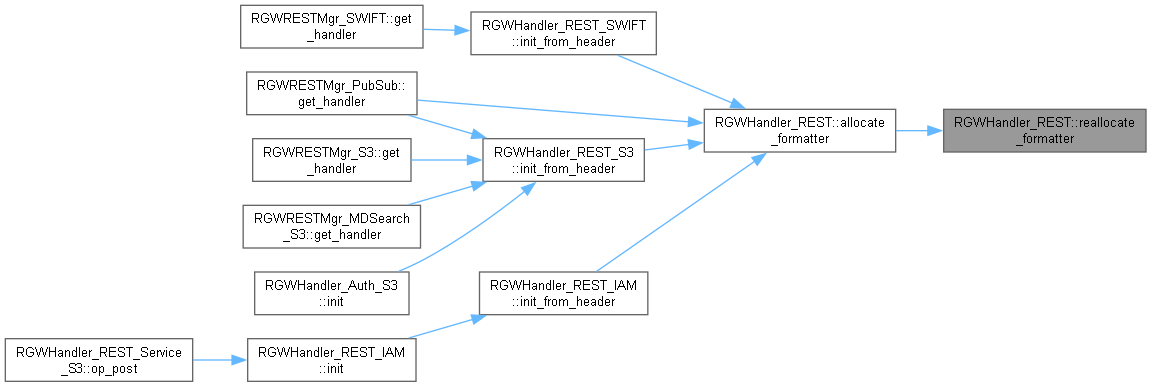 RGWRESTMgr_SWIFT::get
_handler
RGWHandler_REST_SWIFT
::init_from_header
RGWRESTMgr_PubSub::
get_handler
RGWHandler_REST::allocate
_formatter
RGWHandler_REST::reallocate
_formatter
RGWRESTMgr_S3::get
_handler
RGWHandler_REST_S3
::init_from_header
RGWRESTMgr_MDSearch
_S3::get_handler
RGWHandler_Auth_S3
::init
RGWHandler_REST_IAM
::init_from_header
RGWHandler_REST_Service
_S3::op_post
RGWHandler_REST_IAM
::init